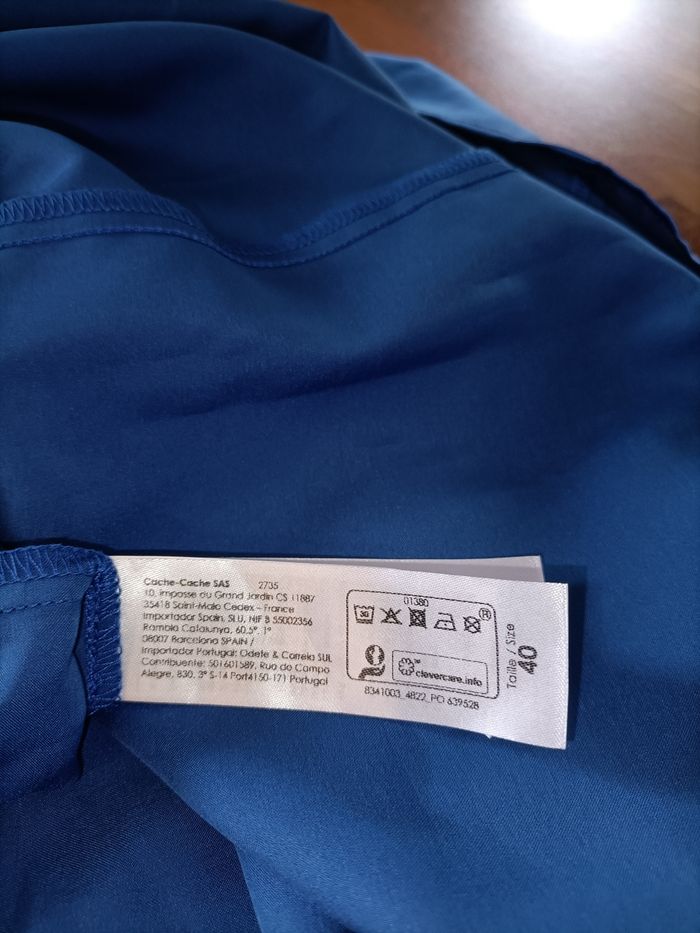 Cache-Cache SAS 2735
10, impasse du Grand Jardin CS 11887
35418 Saint-Malo Cedex - France
Importador Spain, SLU, NIF B 55002356
Rambla Catalunya, 60,5°, 1°
08007 Barcelona SPAIN /
Importador Portugal: Odete & Correia SUL
Contribuente: 501601589, Rua do Campo
Alegre, 830, 3° S-14 Port4150-171 Portugal
01380
30
®
TM
clevercare.info
8341003_4822_PO 639528
Taille / Size
40